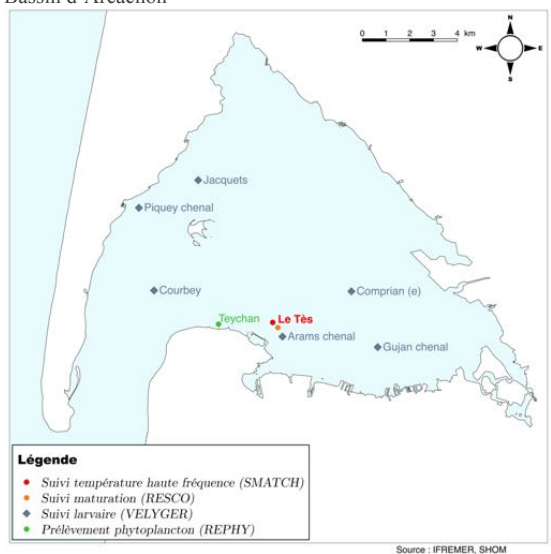 Bassin d'Arcachon
N
0 1 2 3 4 km
W E
S
Jacquets
Piquey chenal
Courbey
Comprian (e)
Teychan
Le Tès
Arams chenal
Gujan chenal
Légende
Suivi température haute fréquence (SMATCH)
Suivi maturation (RESCO)
Suivi larvaire (VELYGER)
Prélèvement phytoplancton (REPHY)
Source : IFREMER, SHOM